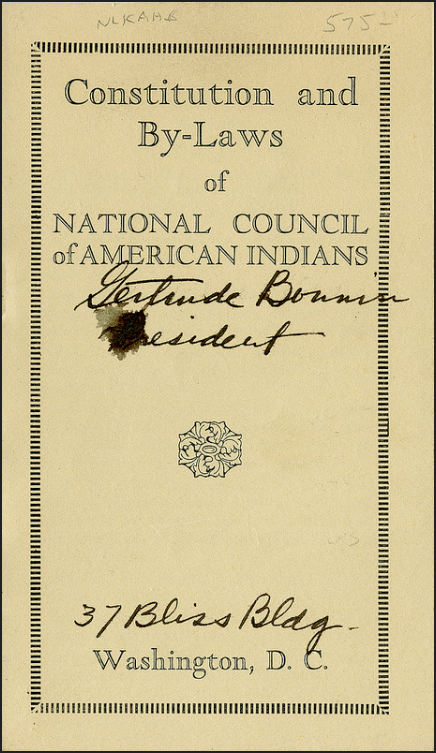 575-
Constitution and
By-Laws
of
NATIONAL COUNCIL
of AMERICAN INDIANS
Gertrude Bonnin
President
37 Bliss Bldg.
Washington, D. C.